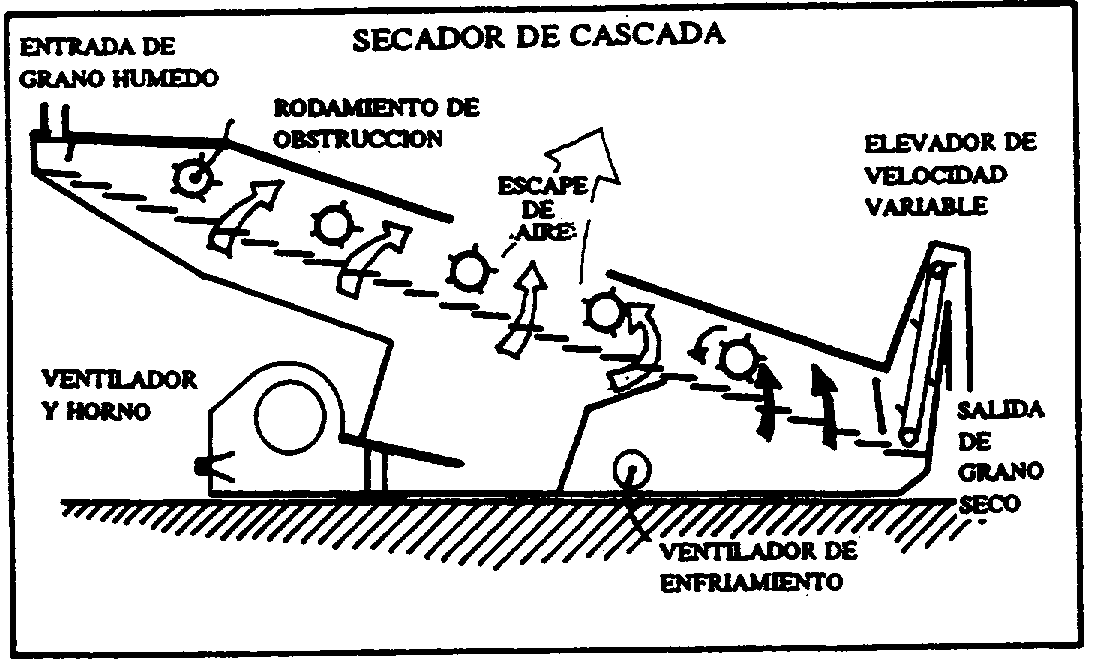 SECADOR DE CASCADA
ENTRADA DE
GRANO HUMEDO
RODAMIENTO DE
OBSTRUCCION
ESCAPE
DE
AIRE
ELEVADOR DE
VELOCIDAD
VARIABLE
VENTILADOR
Y HORNO
SALIDA
DE
GRANO
SECO
VENTILADOR DE
ENFRIAMIENTO